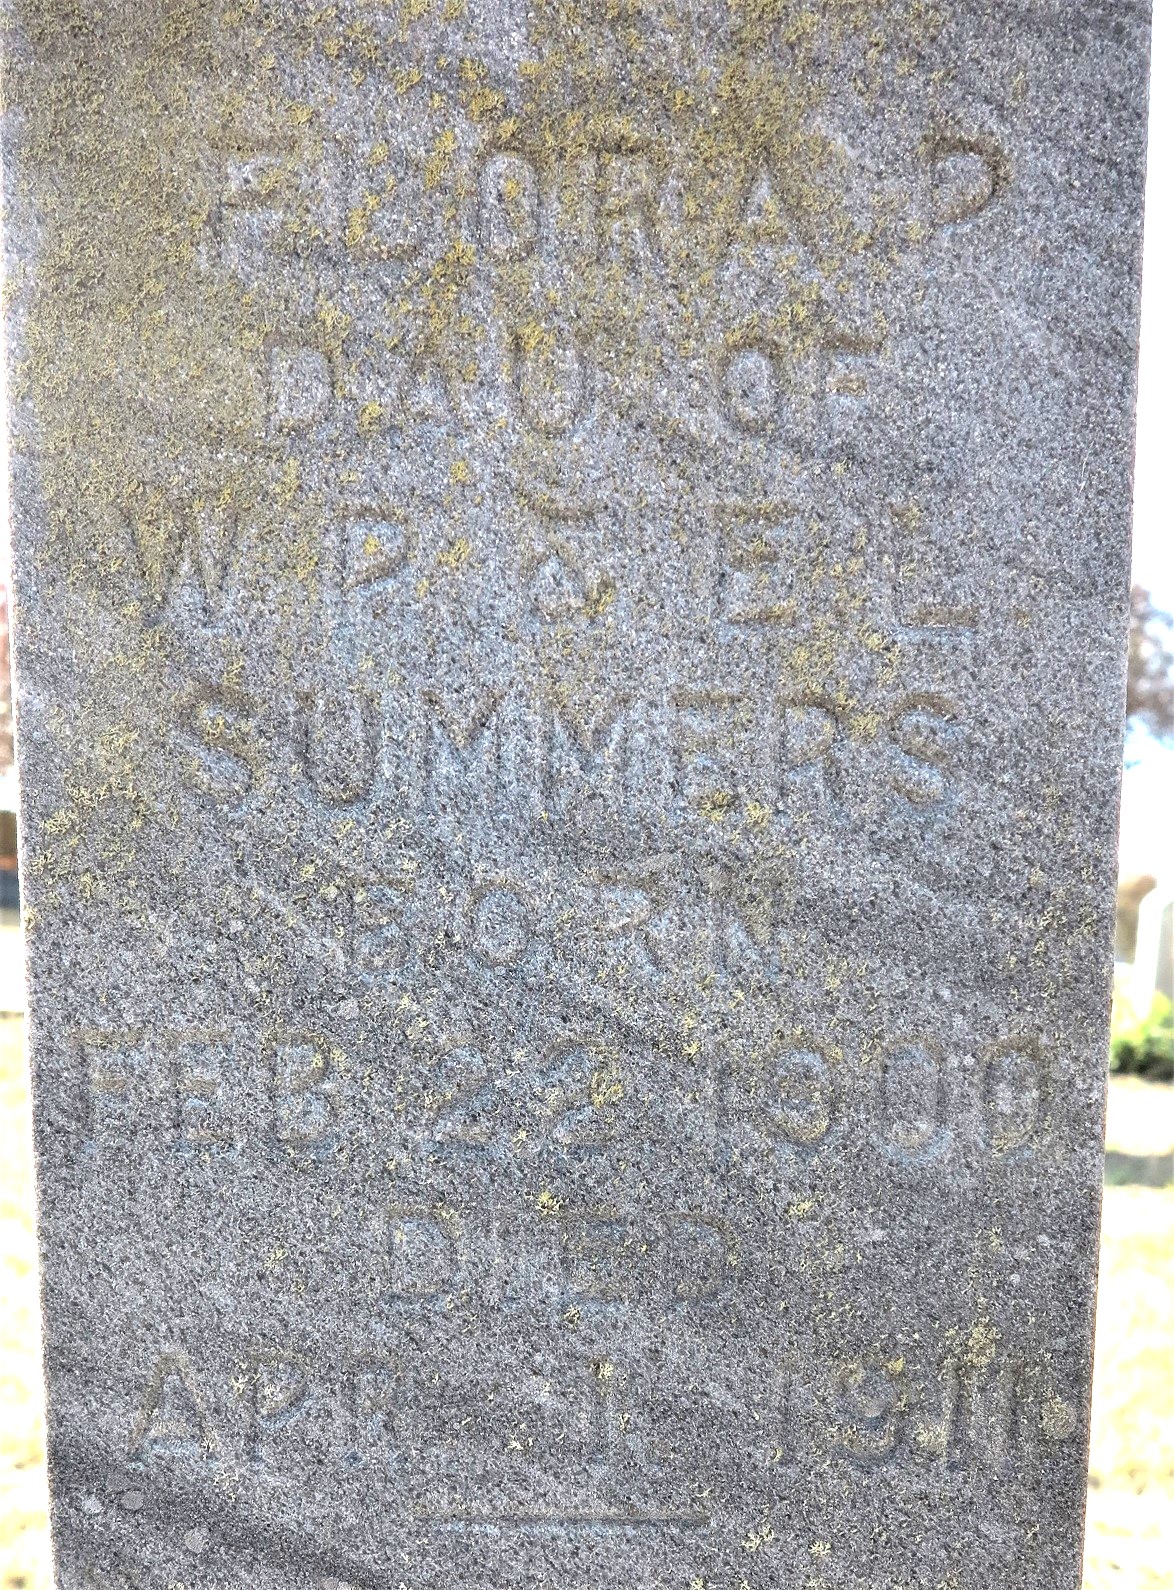 FLORA P
DAU OF
W P & E L
SUMMERS
BORN
FEB 22 1900
DIED
APR 1 1911